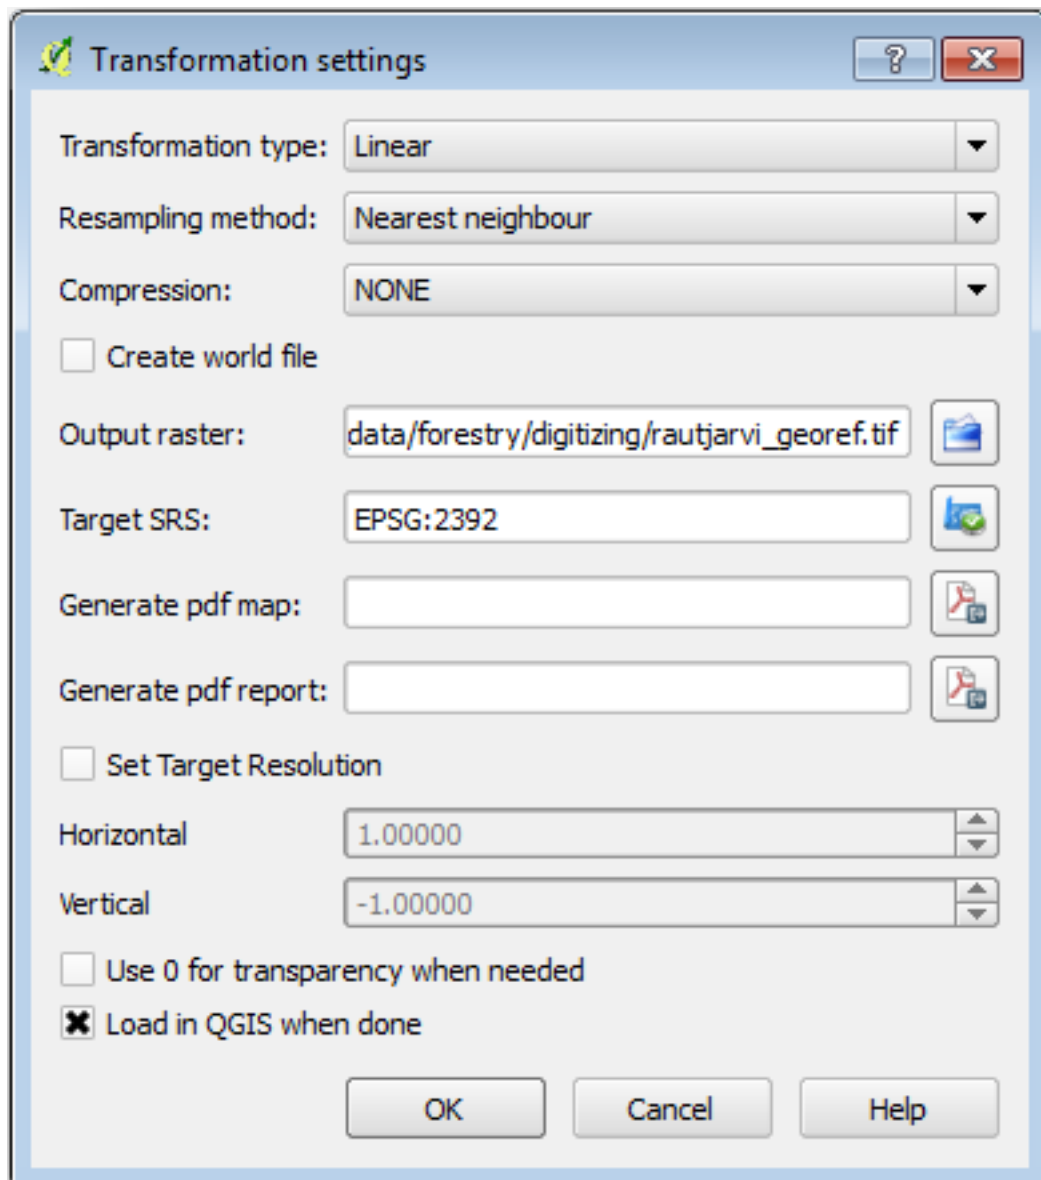 Transformation settings
Transformation type: Linear
Resampling method: Nearest neighbour
Compression: NONE
Create world file
Output raster: data/forestry/digitizing/rautjarvi_georef.tif
Target SRS: EPSG:2392
Generate pdf map:
Generate pdf report:
Set Target Resolution
Horizontal 1.00000
Vertical -1.00000
Use 0 for transparency when needed
Load in QGIS when done
OK Cancel Help